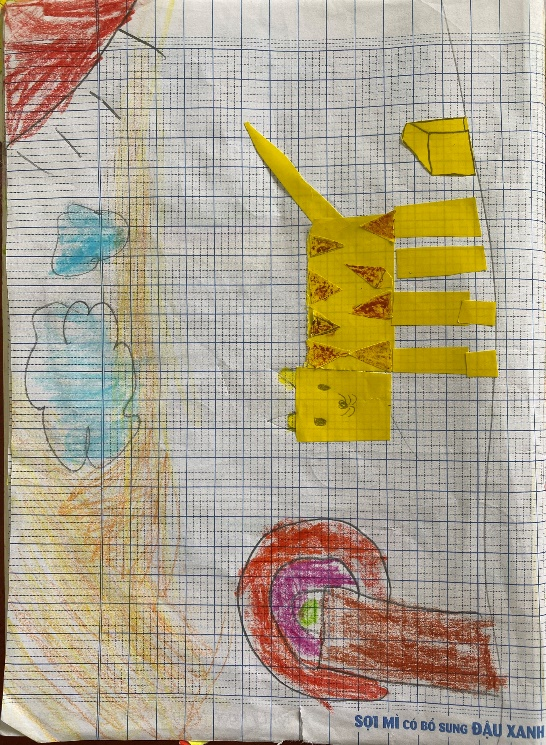 SỢI MÌ CÓ BỔ SUNG ĐẬU XANH